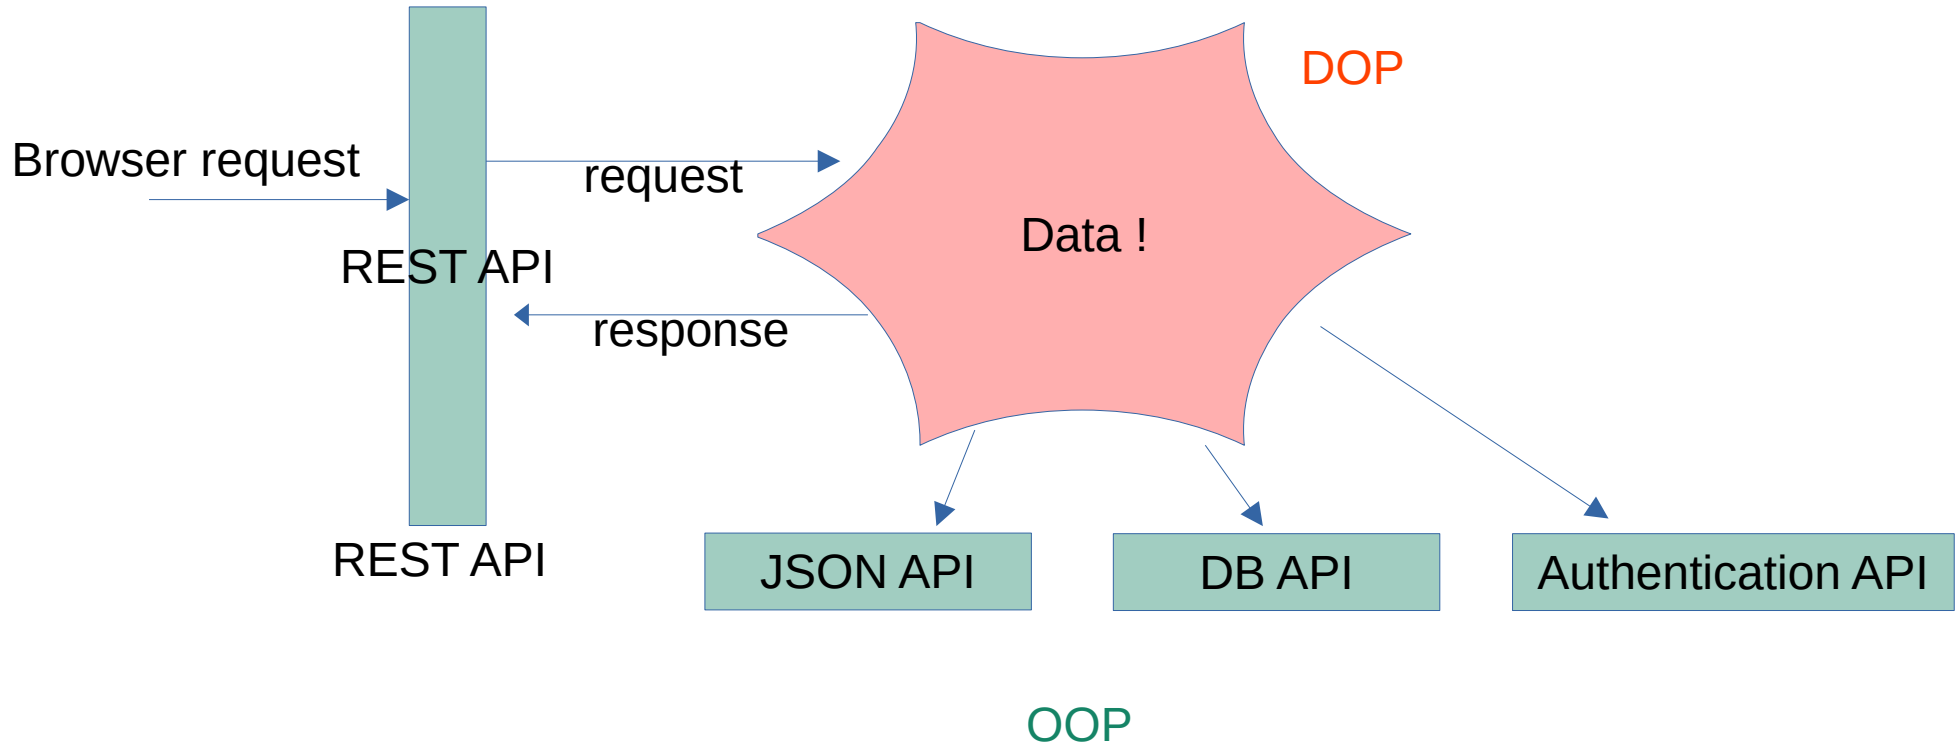 DOP
Browser request
request
Data !
REST API
response
REST API
JSON API
DB API
Authentication API
OOP